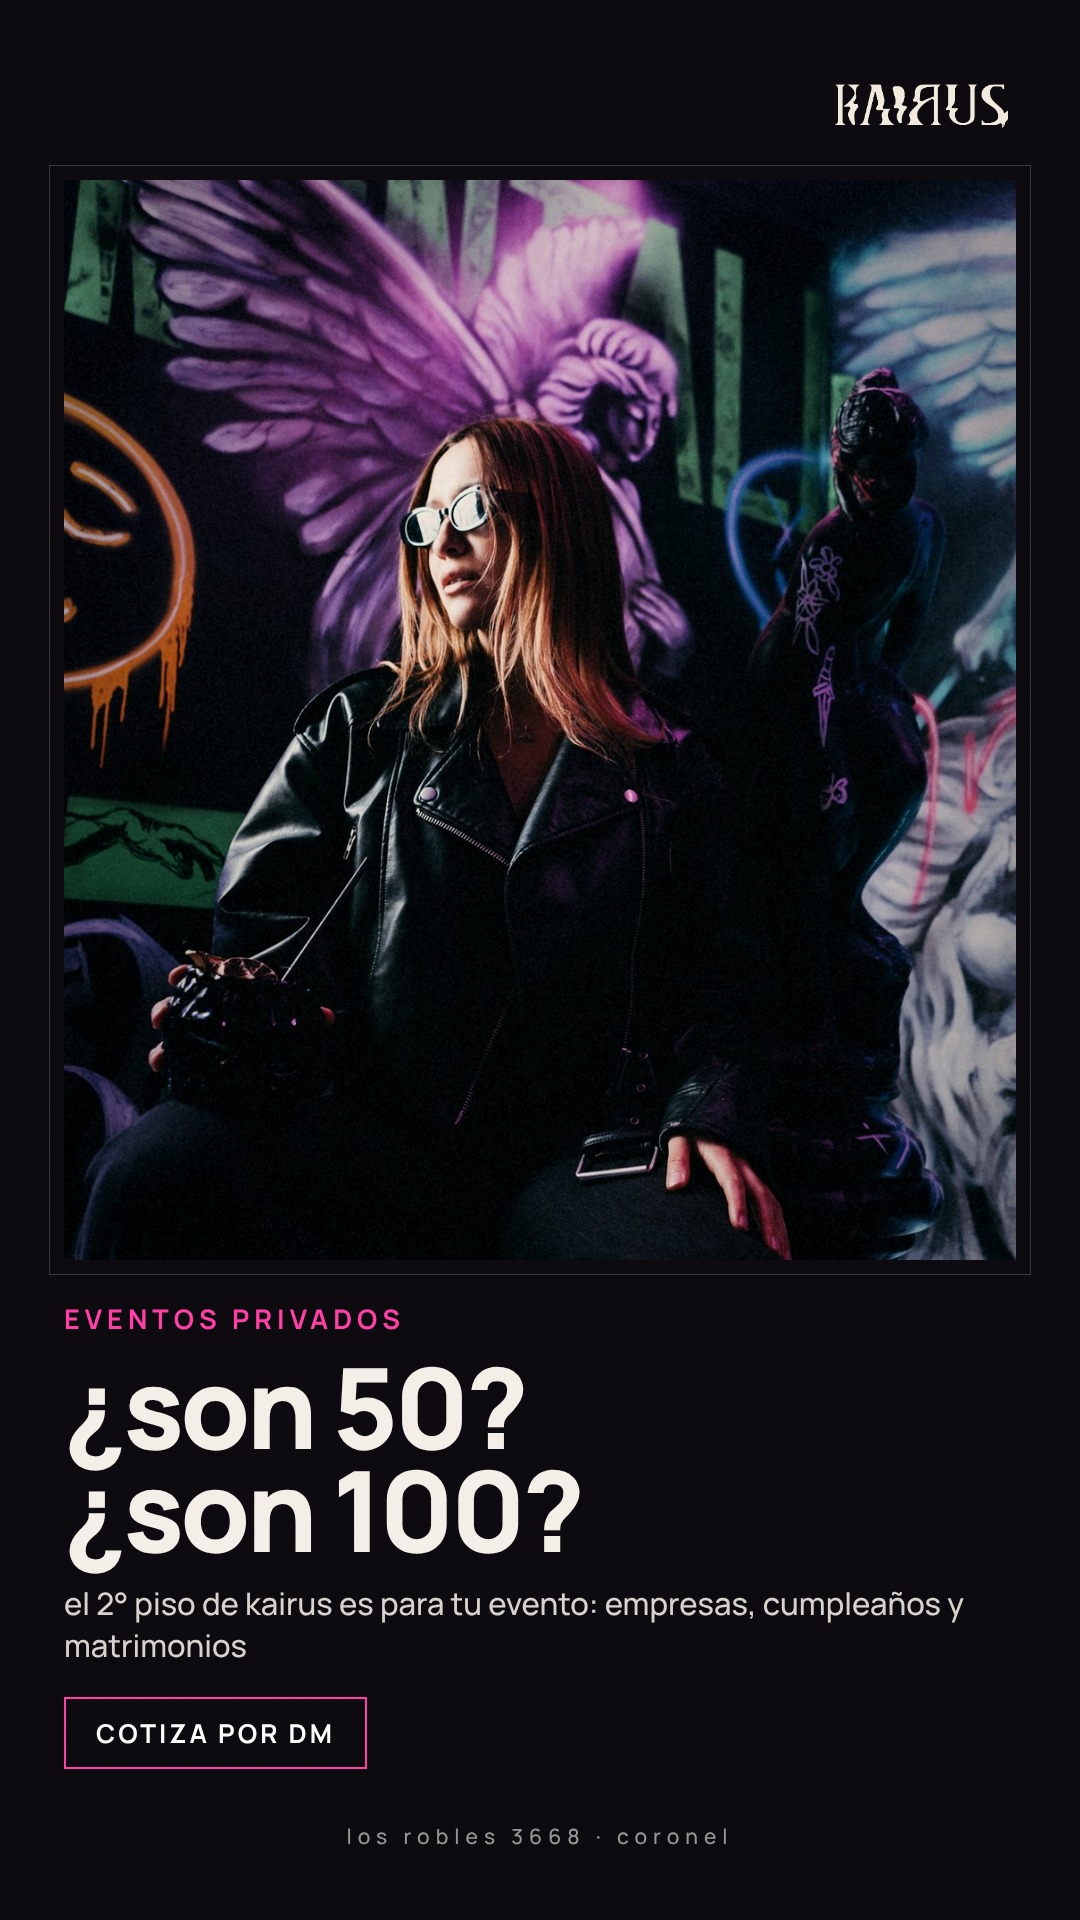 KAIRUS
EVENTOS PRIVADOS
¿son 50?
¿son 100?
el 2° piso de kairus es para tu evento: empresas, cumpleaños y
matrimonios
COTIZA POR DM
los robles 3668 · coronel